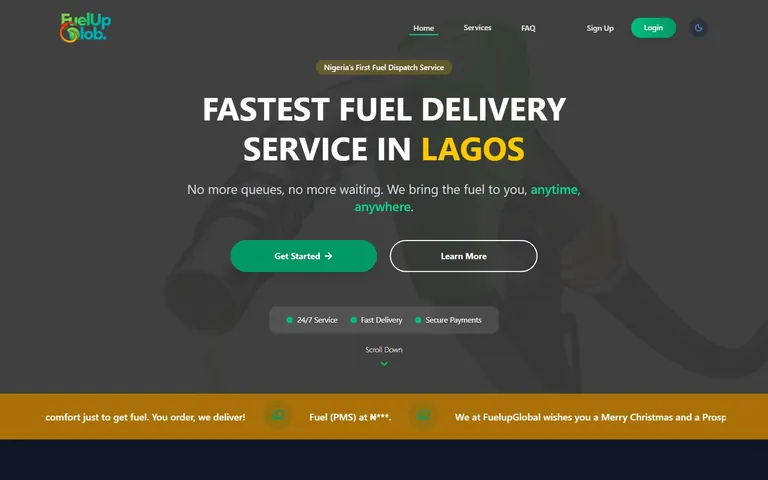 FuelUp
Glob.
Home
Services
FAQ
Sign Up
Login
Nigeria's First Fuel Dispatch Service
FASTEST FUEL DELIVERY
SERVICE IN LAGOS
No more queues, no more waiting. We bring the fuel to you, anytime,
anywhere.
Get Started
Learn More
24/7 Service
Fast Delivery
Secure Payments
Scroll Down
comfort just to get fuel. You order, we deliver!
Fuel (PMS) at ₦***.
We at FuelupGlobal wishes you a Merry Christmas and a Prosp